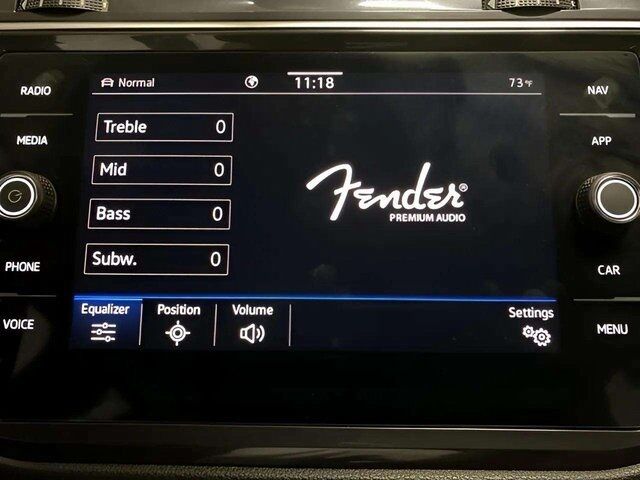 Normal 11:18 73°F
RADIO
MEDIA
PHONE
VOICE
Treble 0
Mid 0
Bass 0
Subw. 0
Fender®
PREMIUM AUDIO
Equalizer Position Volume Settings
NAV
APP
CAR
MENU